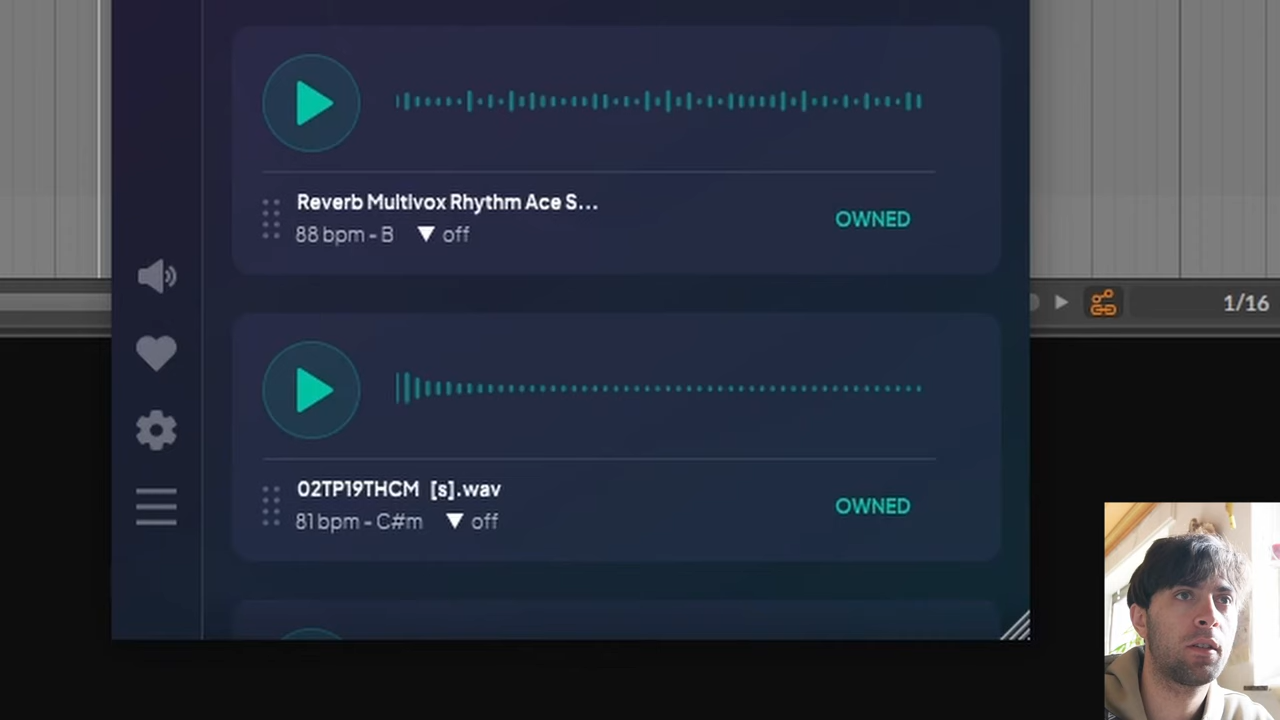 Reverb Multivox Rhythm Ace S...
88 bpm - B
off
OWNED
1/16
02TP19THCM [s].wav
81 bpm - C#m
off
OWNED